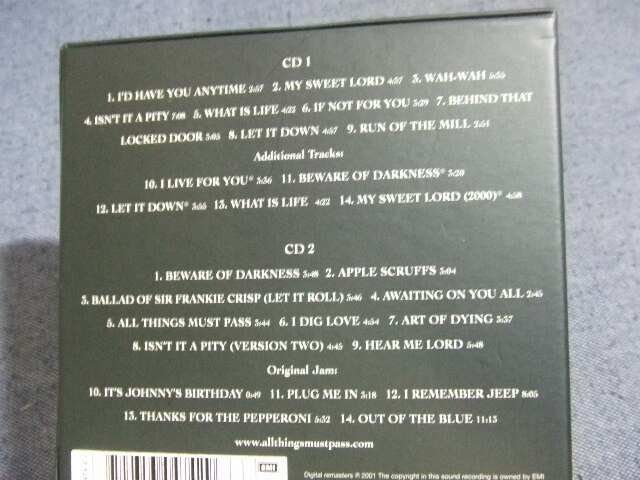 CD 1
1. I'D HAVE YOU ANYTIME 2:57 2. MY SWEET LORD 4:37 3. WAH-WAH 5:35
4. ISN'T IT A PITY 7:08 5. WHAT IS LIFE 4:22 6. IF NOT FOR YOU 3:29 7. BEHIND THAT
LOCKED DOOR 3:05 8. LET IT DOWN 4:57 9. RUN OF THE MILL 2:51
Additional Tracks:
10. I LIVE FOR YOU* 3:36 11. BEWARE OF DARKNESS* 3:20
12. LET IT DOWN* 3:55 13. WHAT IS LIFE 4:22 14. MY SWEET LORD (2000)* 4:58
CD 2
1. BEWARE OF DARKNESS 3:48 2. APPLE SCRUFFS 3:04
3. BALLAD OF SIR FRANKIE CRISP (LET IT ROLL) 3:46 4. AWAITING ON YOU ALL 2:45
5. ALL THINGS MUST PASS 3:44 6. I DIG LOVE 4:54 7. ART OF DYING 3:37
8. ISN'T IT A PITY (VERSION TWO) 4:45 9. HEAR ME LORD 5:48
Original Jam:
10. IT'S JOHNNY'S BIRTHDAY 0:49 11. PLUG ME IN 3:18 12. I REMEMBER JEEP 8:05
13. THANKS FOR THE PEPPERONI 5:32 14. OUT OF THE BLUE 11:13
www.allthingsmustpass.com
EMI
Digital remasters ℗ 2001 The copyright in this sound recording is owned by EMI